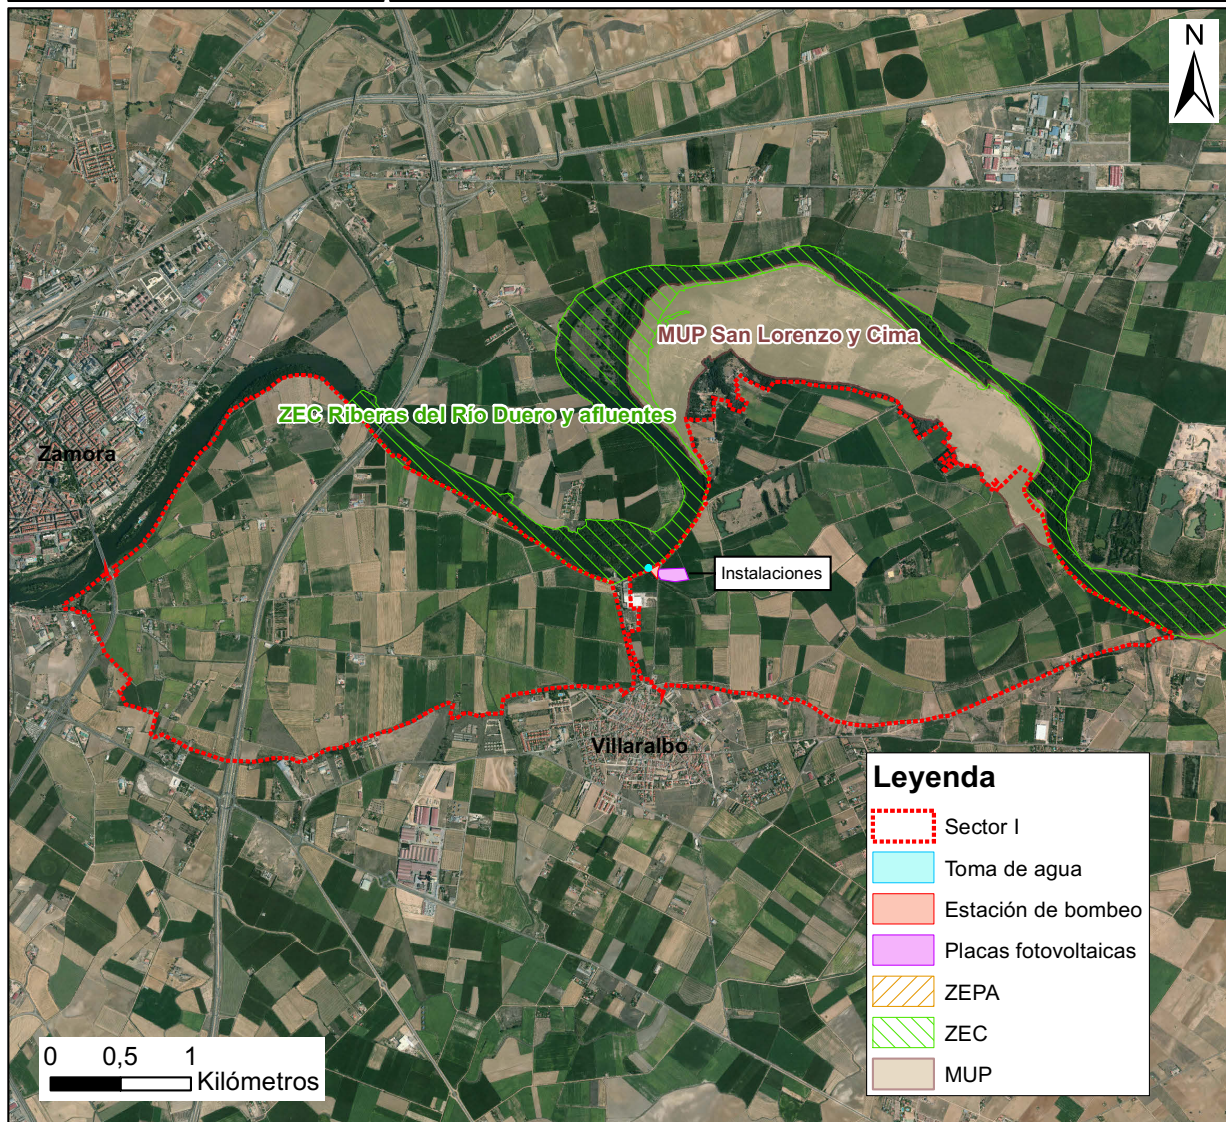 N
MUP San Lorenzo y Cima
ZEC Riberas del Río Duero y afluentes
Zamora
Instalaciones
Villaralbo
Leyenda
Sector I
Toma de agua
Estación de bombeo
Placas fotovoltaicas
ZEPA
ZEC
MUP
0 0,5 1
Kilómetros